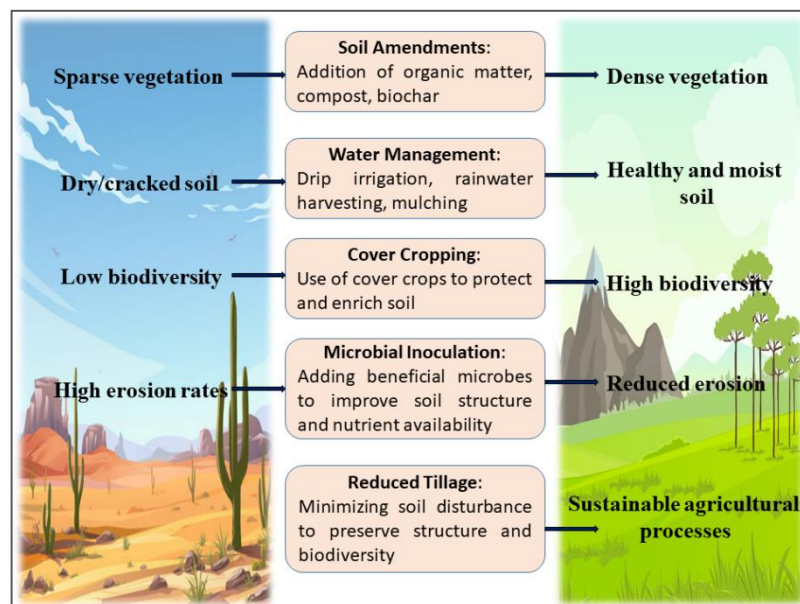 Sparse vegetation
Soil Amendments:
Addition of organic matter,
compost, biochar
Dense vegetation
Dry/cracked soil
Water Management:
Drip irrigation, rainwater
harvesting, mulching
Healthy and moist
soil
Low biodiversity
Cover Cropping:
Use of cover crops to protect
and enrich soil
High biodiversity
High erosion rates
Microbial Inoculation:
Adding beneficial microbes
to improve soil structure
and nutrient availability
Reduced erosion
Reduced Tillage:
Minimizing soil disturbance
to preserve structure and
biodiversity
Sustainable agricultural
processes